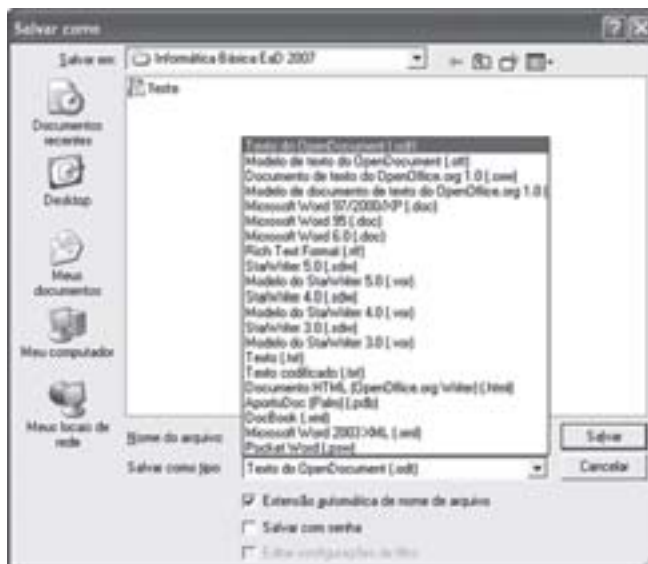 Salvar como
Salvar em:
Informática Básica EaD 2007
Texto
Documentos recentes
Desktop
Meus documentos
Meu computador
Meus locais de rede
Texto do OpenDocument (.odt)
Modelo de texto do OpenDocument (.ott)
Documento de texto do OpenOffice.org 1.0 (.sxw)
Modelo de documento de texto do OpenOffice.org 1.0 (
Microsoft Word 97/2000/XP (.doc)
Microsoft Word 95 (.doc)
Microsoft Word 6.0 (.doc)
Rich Text Format (.rtf)
StarWriter 5.0 (.sdw)
Modelo do StarWriter 5.0 (.vor)
StarWriter 4.0 (.sdw)
Modelo do StarWriter 4.0 (.vor)
StarWriter 3.0 (.sdw)
Modelo do StarWriter 3.0 (.vor)
Texto (.txt)
Texto codificado (.txt)
Documento HTML (OpenOffice.org Writer) (.html)
AportisDoc (Palm) (.pdb)
DocBook (.xml)
Microsoft Word 2003 XML (.xml)
Pocket Word (.psw)
Nome do arquivo
Salvar
Salvar como tipo
Texto do OpenDocument (.odt)
Cancelar
Extensão automática de nome de arquivo
Salvar com senha
Editar configurações de filtro